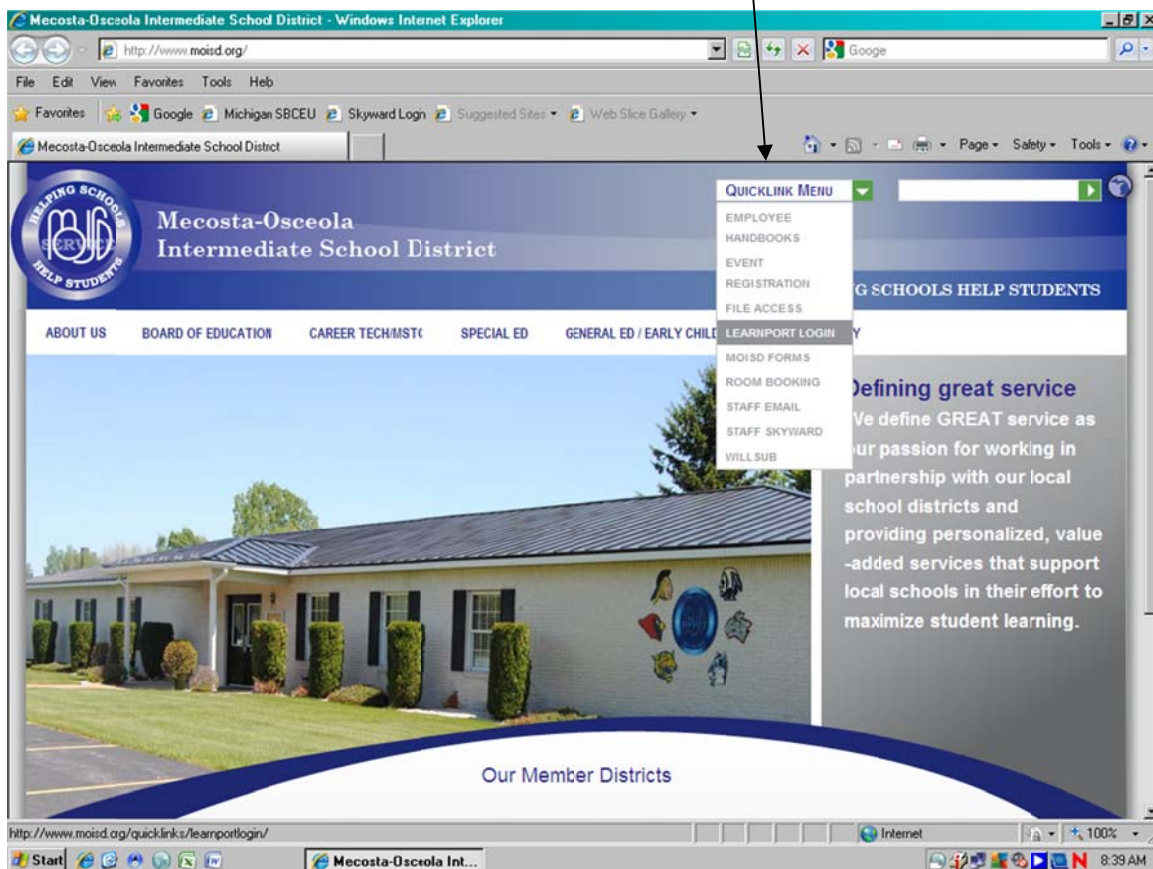 Mecosta-Osceola Intermediate School District - Windows Internet Explorer
http://www.moisd.org/
Googe
File Edit View Favorites Tools Help
Favorites Google Michigan SBCEU Skyward Login Suggested Sites Web Slice Gallery
Mecosta-Osceola Intermediate School District
Page Safety Tools
HELPING SCHOOLS
MOISD
SERVICE
HELP STUDENTS
Mecosta-Osceola
Intermediate School District
QUICKLINK MENU
EMPLOYEE
HANDBOOKS
EVENT
REGISTRATION
FILE ACCESS
LEARNPORT LOGIN
MOISD FORMS
ROOM BOOKING
STAFF EMAIL
STAFF SKYWARD
WILLSUB
G SCHOOLS HELP STUDENTS
ABOUT US BOARD OF EDUCATION CAREER TECH/MSTC SPECIAL ED GENERAL ED / EARLY CHILD Y
Defining great service
We define GREAT service as
our passion for working in
partnership with our local
school districts and
providing personalized, value
-added services that support
local schools in their effort to
maximize student learning.
Our Member Districts
http://www.moisd.org/quicklinks/learnportlogin/
Internet 100%
Start Mecosta-Osceola Int... 8:39 AM